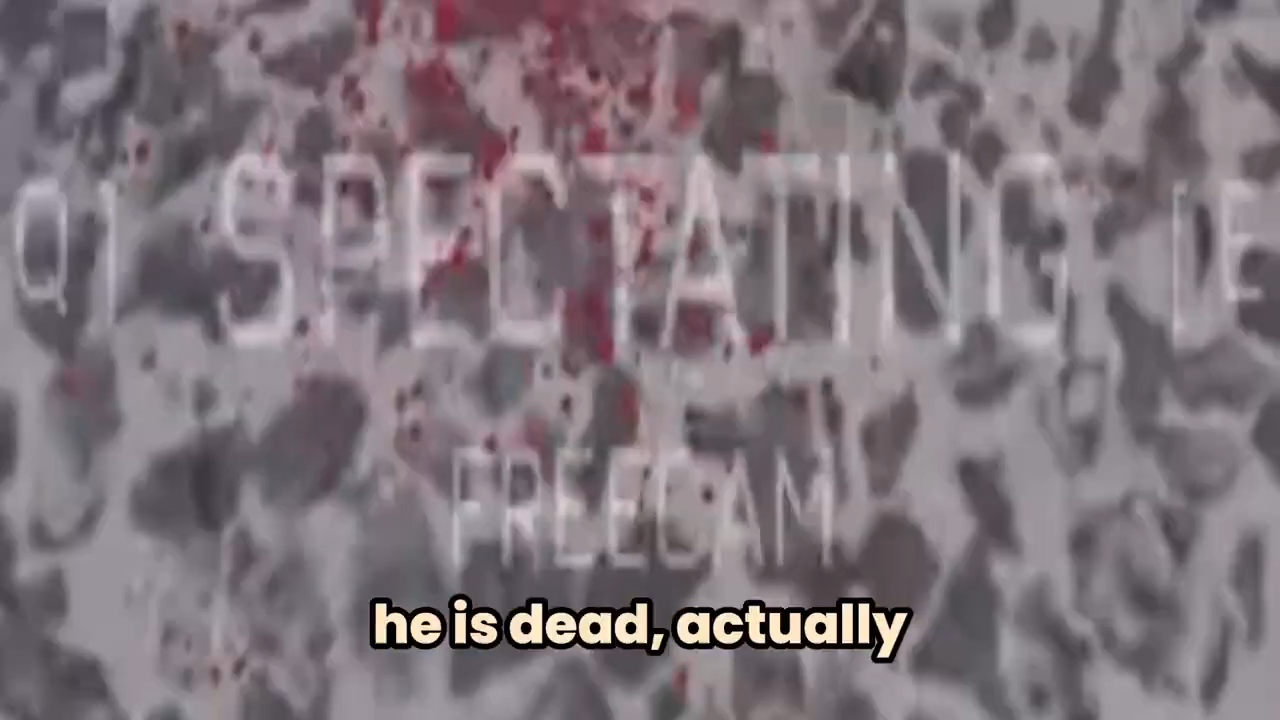 Q] SPECTATING [E
FREECAM
he is dead, actually